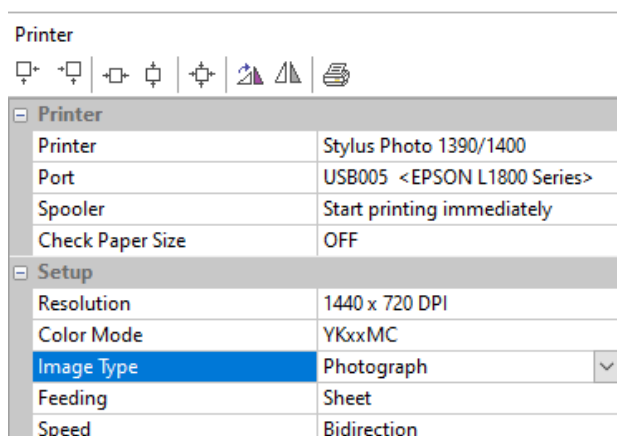 Printer
Printer
Printer Stylus Photo 1390/1400
Port USB005 <EPSON L1800 Series>
Spooler Start printing immediately
Check Paper Size OFF
Setup
Resolution 1440 x 720 DPI
Color Mode YKxxMC
Image Type Photograph
Feeding Sheet
Speed Bidirection